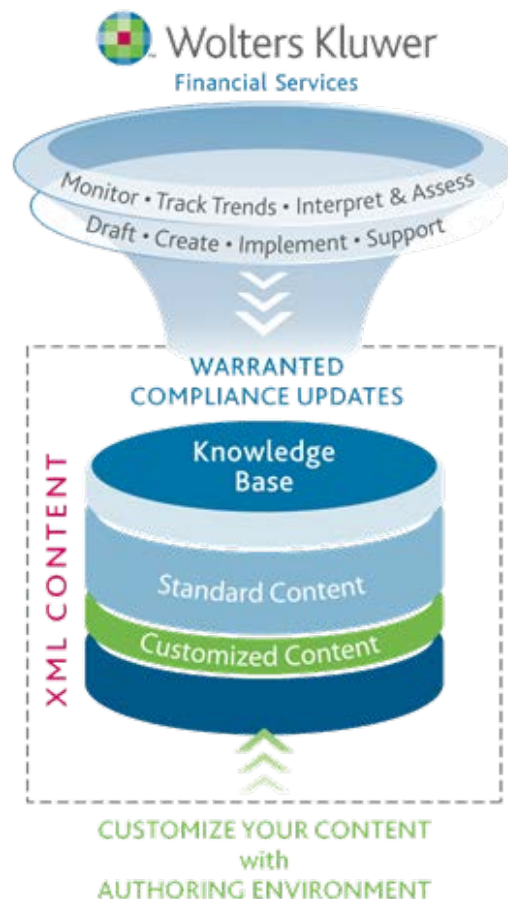 Wolters Kluwer
Financial Services
Monitor • Track Trends • Interpret & Assess
Draft • Create • Implement • Support
WARRANTED
COMPLIANCE UPDATES
XML CONTENT
Knowledge
Base
Standard Content
Customized Content
CUSTOMIZE YOUR CONTENT
with
AUTHORING ENVIRONMENT